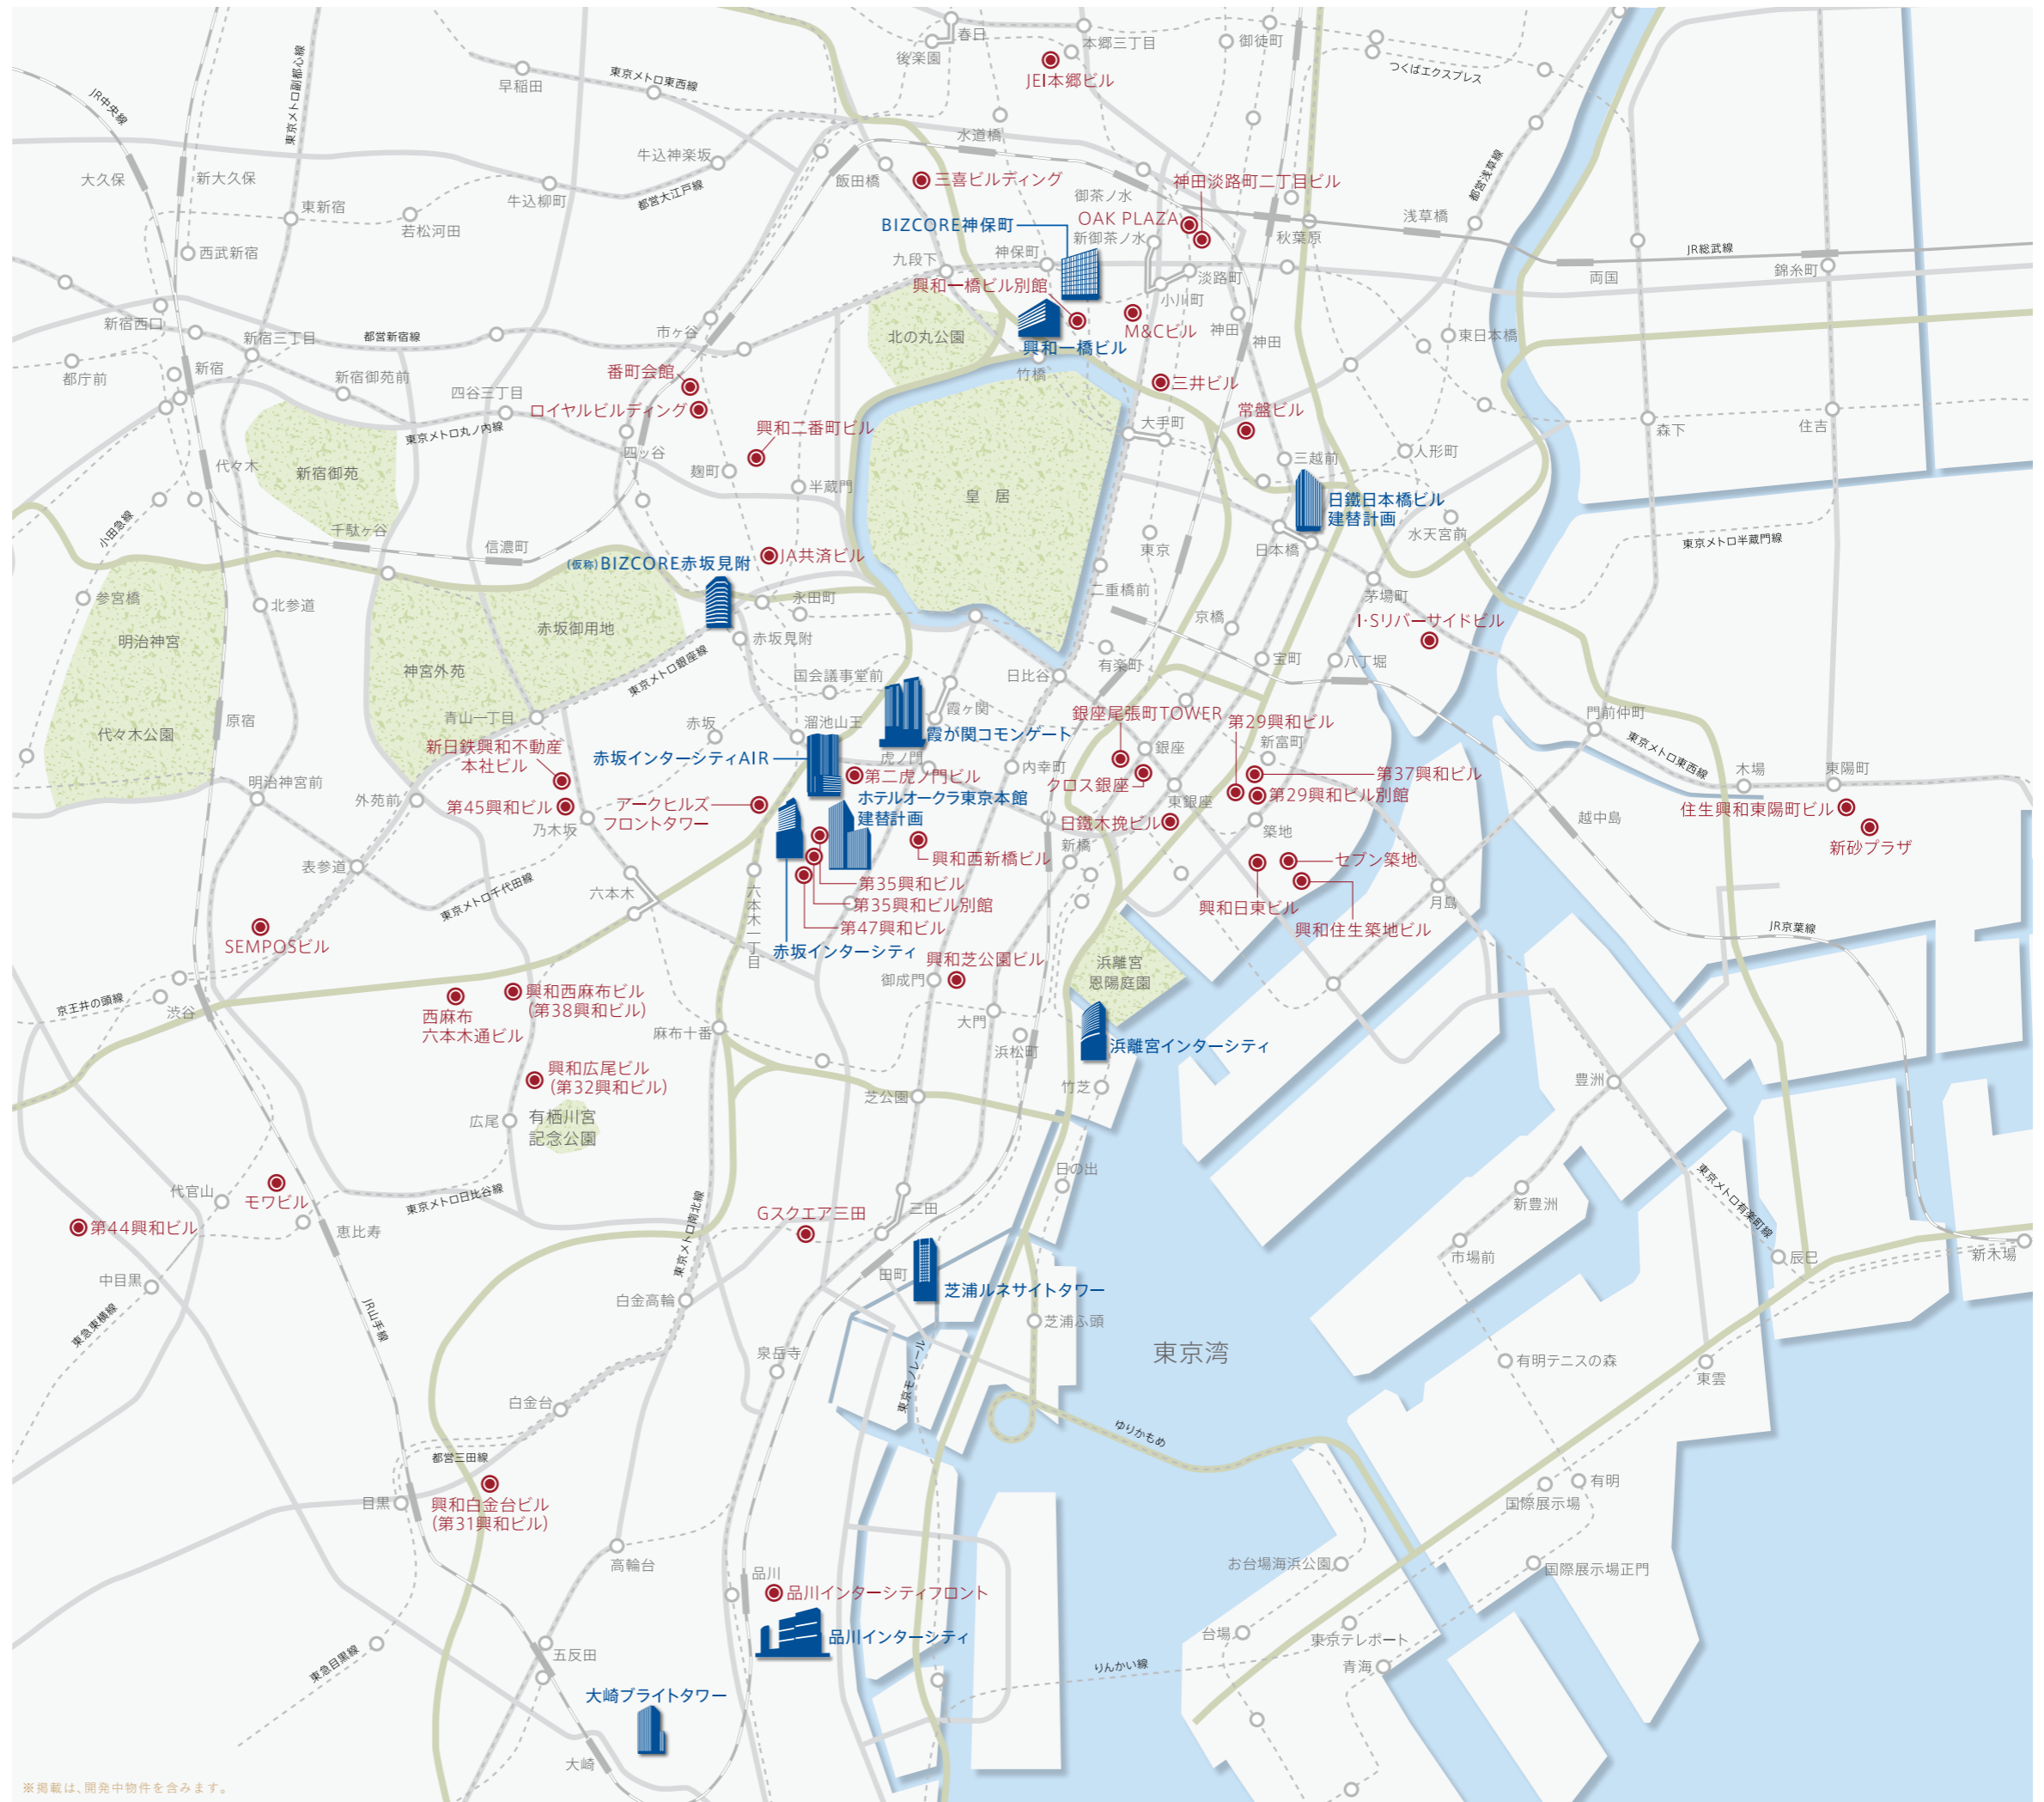 春日
後楽園
本郷三丁目
御徒町
JEI本郷ビル
つくばエクスプレス
早稲田
東京メトロ東西線
東京メトロ副都心線
JR中央線
水道橋
牛込神楽坂
飯田橋
大久保
新大久保
東新宿
牛込柳町
都営大江戸線
若松河田
三喜ビルディング
御茶ノ水
神田淡路町二丁目ビル
OAK PLAZA
BIZCORE神保町
新御茶ノ水
秋葉原
浅草橋
都営浅草線
JR総武線
両国
錦糸町
西武新宿
九段下
神保町
淡路町
小川町
興和一橋ビル別館
M&Cビル
神田
神田
東日本橋
新宿西口
新宿三丁目
都営新宿線
市ヶ谷
北の丸公園
興和一橋ビル
竹橋
都庁前
新宿
新宿御苑前
四谷三丁目
番町会館
ロイヤルビルディング
三井ビル
常盤ビル
大手町
東京メトロ丸ノ内線
興和二番町ビル
四ッ谷
麹町
半蔵門
代々木
新宿御苑
皇 居
三越前
人形町
森下
住吉
日鐵日本橋ビル
建替計画
水天宮前
東京メトロ半蔵門線
小田急線
千駄ヶ谷
信濃町
JA共済ビル
(仮称)BIZCORE赤坂見附
東京
日本橋
二重橋前
茅場町
参宮橋
北参道
永田町
赤坂見附
京橋
I・Sリバーサイドビル
明治神宮
神宮外苑
赤坂御用地
東京メトロ銀座線
国会議事堂前
日比谷
有楽町
宝町
八丁堀
代々木公園
原宿
青山一丁目
赤坂
溜池山王
霞ヶ関
霞が関コモンゲート
銀座尾張町TOWER
第29興和ビル
新富町
門前仲町
東京メトロ東西線
新日鉄興和不動産
本社ビル
赤坂インターシティAIR
虎ノ門
内幸町
銀座
第二虎ノ門ビル
クロス銀座
第37興和ビル
第29興和ビル別館
木場
東陽町
明治神宮前
外苑前
第45興和ビル
乃木坂
アークヒルズ
フロントタワー
ホテルオークラ東京本館
建替計画
東銀座
日鐵木挽ビル
築地
越中島
住生興和東陽町ビル
新砂プラザ
表参道
東京メトロ千代田線
六本木
六本木一丁目
興和西新橋ビル
第35興和ビル
第35興和ビル別館
第47興和ビル
赤坂インターシティ
新橋
セブン築地
興和日東ビル
興和住生築地ビル
月島
JR京葉線
SEMPOSビル
興和芝公園ビル
御成門
浜離宮
恩陽庭園
京王井の頭線
渋谷
西麻布
六本木通ビル
興和西麻布ビル
(第38興和ビル)
麻布十番
大門
浜松町
浜離宮インターシティ
興和広尾ビル
(第32興和ビル)
広尾
有栖川宮
記念公園
芝公園
竹芝
豊洲
代官山
モワビル
東京メトロ日比谷線
東京メトロ南北線
日の出
新豊洲
東京メトロ有楽町線
第44興和ビル
恵比寿
Gスクエア三田
三田
田町
市場前
辰巳
新木場
中目黒
東急東横線
JR山手線
白金高輪
芝浦ルネサイトタワー
芝浦ふ頭
泉岳寺
東京モノレール
東京湾
有明テニスの森
東雲
白金台
ゆりかもめ
都営三田線
目黒
興和白金台ビル
(第31興和ビル)
有明
国際展示場
高輪台
品川
品川インターシティフロント
品川インターシティ
お台場海浜公園
国際展示場正門
東急目黒線
五反田
台場
東京テレポート
青海
りんかい線
大崎ブライトタワー
大崎
※掲載は、開発中物件を含みます。